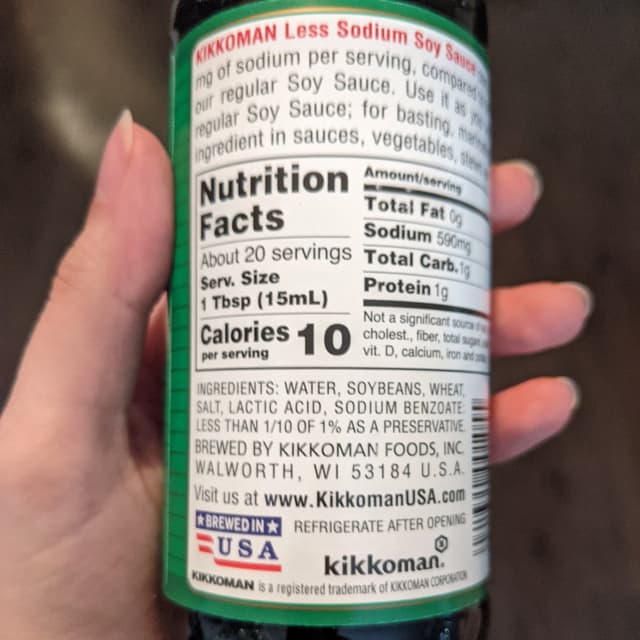 KIKKOMAN Less Sodium Soy Sauce
mg of sodium per serving, compared
our regular Soy Sauce. Use it as you
regular Soy Sauce; for basting,
ingredient in sauces, vegetables,
Nutrition
Facts
About 20 servings
Serv. Size
1 Tbsp (15mL)
Calories 10
per serving
Amount/serving
Total Fat 0g
Sodium 590mg
Total Carb. 1g
Protein 1g
Not a significant source of
cholest., fiber, total sugars,
vit. D, calcium, iron and
INGREDIENTS: WATER, SOYBEANS, WHEAT,
SALT, LACTIC ACID, SODIUM BENZOATE:
LESS THAN 1/10 OF 1% AS A PRESERVATIVE.
BREWED BY KIKKOMAN FOODS, INC.
WALWORTH, WI 53184 U.S.A.
Visit us at www.KikkomanUSA.com
BREWED IN
USA
REFRIGERATE AFTER OPENING
kikkoman®
KIKKOMAN is a registered trademark of KIKKOMAN CORPORATION